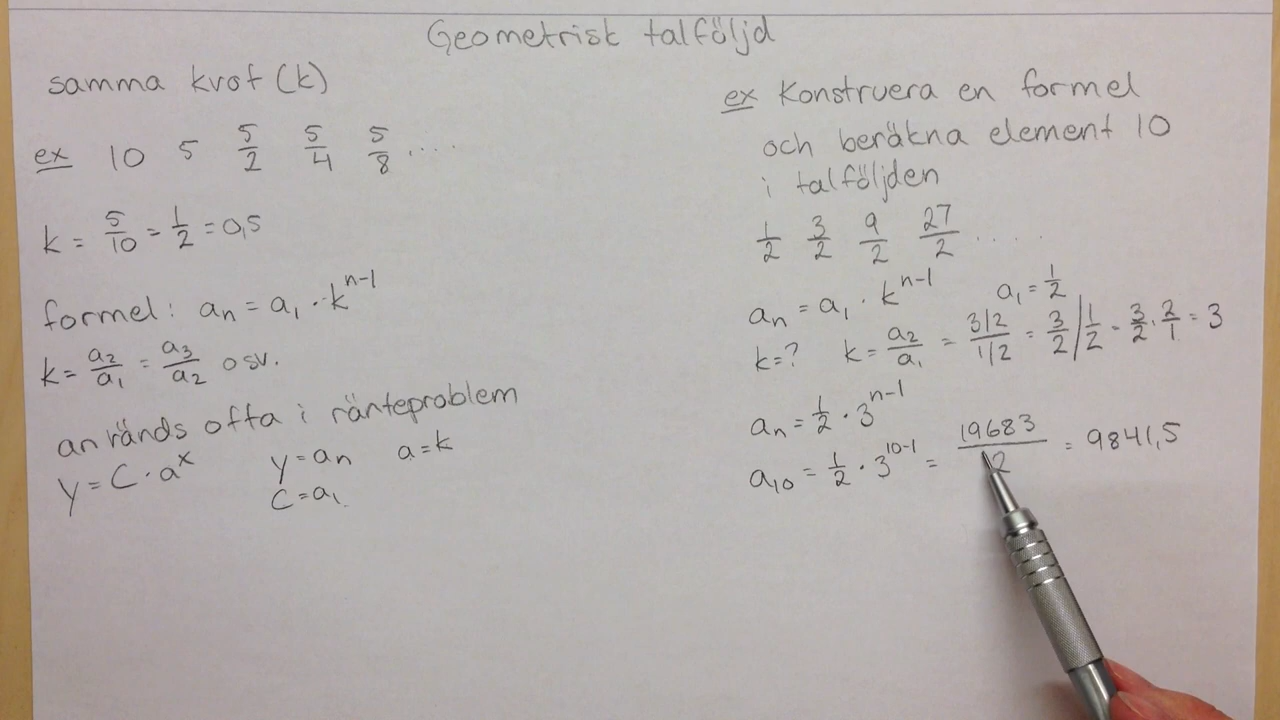 Geometrisk talföljd
samma kvot (k)
ex 10 5 5/2 5/4 5/8 ....
k = 5/10 = 1/2 = 0,5
formel: aₙ = a₁ · kⁿ⁻¹
k = a₂/a₁ = a₃/a₂ osv.
används ofta i ränteproblem
y = C · aˣ y = aₙ a = k
C = a₁
ex Konstruera en formel
och beräkna element 10
i talföljden
1/2 3/2 9/2 27/2 ....
aₙ = a₁ · kⁿ⁻¹ a₁ = 1/2
k = ? k = a₂/a₁ = 3/2/1/2 = 3/2 / 1/2 = 3/2 · 2/1 = 3
aₙ = 1/2 · 3ⁿ⁻¹
a₁₀ = 1/2 · 3¹⁰⁻¹ = 19683/2 = 9841,5